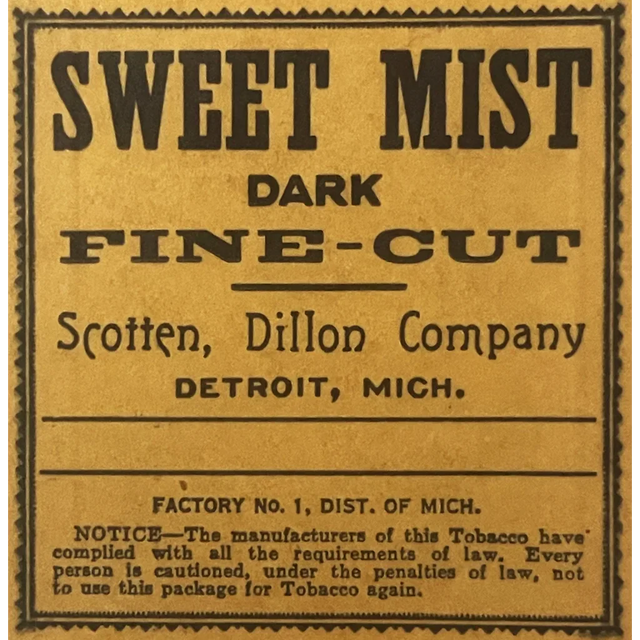 SWEET MIST
DARK
FINE-CUT
Scotten, Dillon Company
DETROIT, MICH.
FACTORY NO. 1, DIST. OF MICH.
NOTICE—The manufacturers of this Tobacco have
complied with all the requirements of law. Every
person is cautioned, under the penalties of law, not
to use this package for Tobacco again.